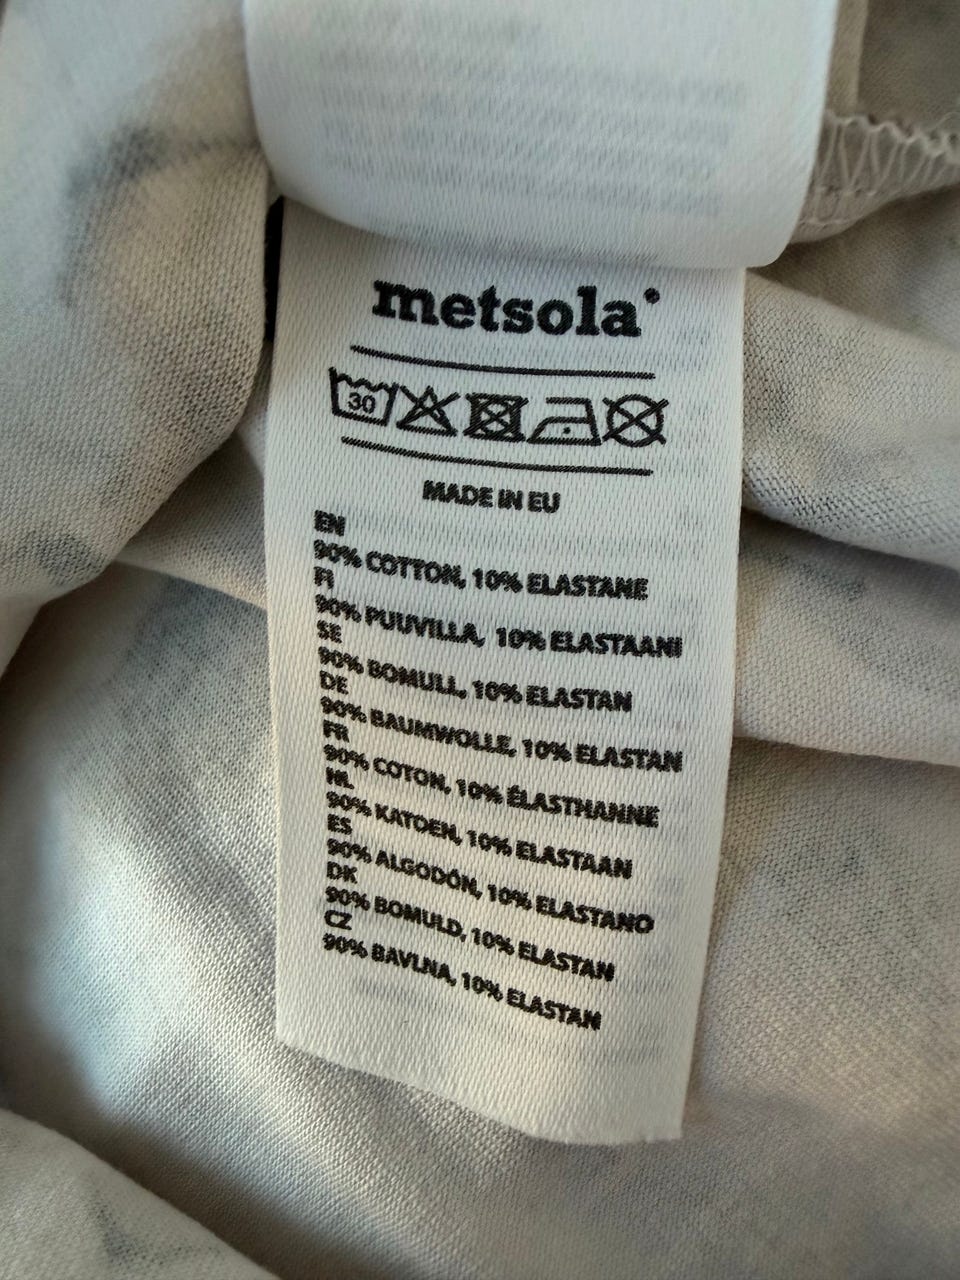 metsola
30
MADE IN EU
EN
90% COTTON, 10% ELASTANE
FI
90% PUUVILLA, 10% ELASTAANI
SE
90% BOMULL, 10% ELASTAN
DE
90% BAUMWOLLE, 10% ELASTAN
FR
90% COTON, 10% ÉLASTHANNE
NL
90% KATOEN, 10% ELASTAAN
ES
90% ALGODÓN, 10% ELASTANO
DK
90% BOMULD, 10% ELASTAN
CZ
90% BAVLNA, 10% ELASTAN